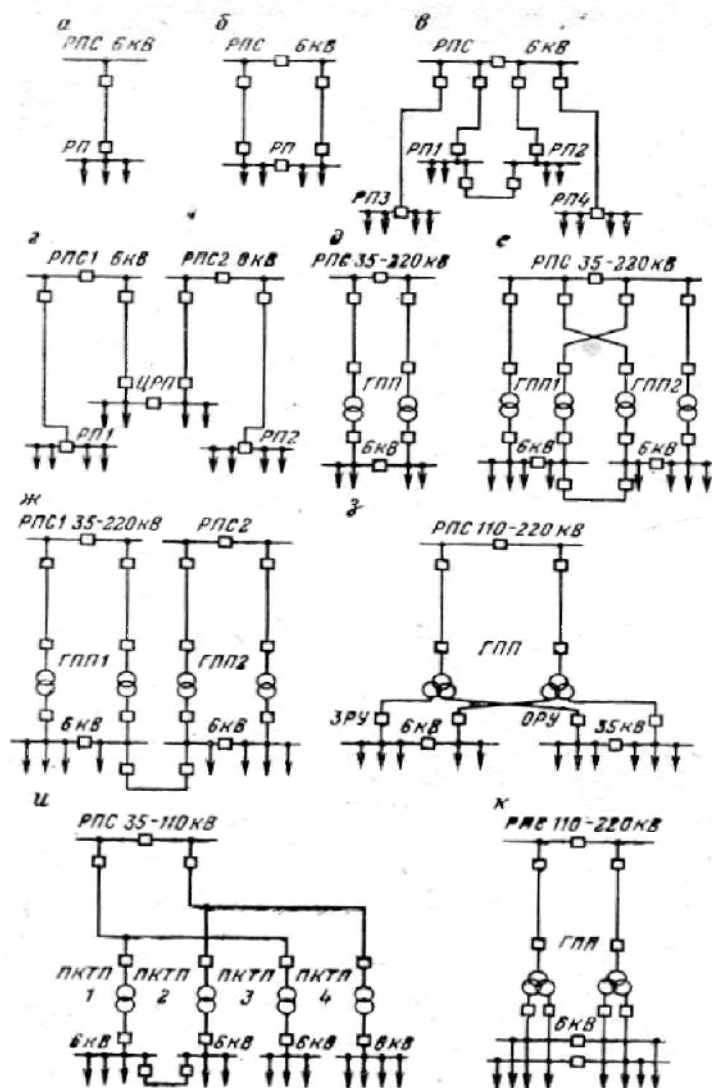 а б в
РПС 6кВ РПС 6кВ РПС 6кВ
РП РП РП1 РП2
РП3 РП4
г д е
РПС1 6кВ РПС2 6кВ РПС 35-220кВ РПС 35-220кВ
ЦРП ГПП ГПП1 ГПП2
РП1 РП2 6кВ 6кВ 6кВ
ж з
РПС1 35-220кВ РПС2 РПС 110-220кВ
ГПП1 ГПП2 ГПП
ЗРУ ОРУ
6кВ 6кВ 6кВ 35кВ
и к
РПС 35-110кВ РПС 110-220кВ
ГПП
ПКТП ПКТП ПКТП ПКТП
1 2 3 4
6кВ
6кВ 6кВ 6кВ 6кВ